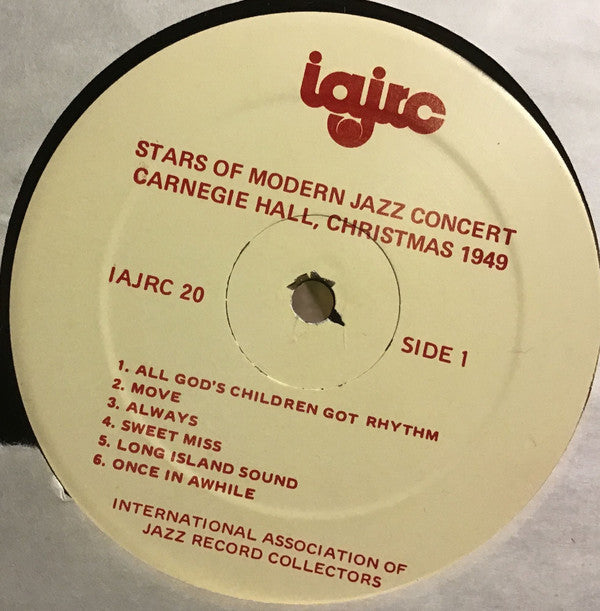 iajrc
STARS OF MODERN JAZZ CONCERT
CARNEGIE HALL, CHRISTMAS 1949
IAJRC 20
SIDE 1
1. ALL GOD'S CHILDREN GOT RHYTHM
2. MOVE
3. ALWAYS
4. SWEET MISS
5. LONG ISLAND SOUND
6. ONCE IN AWHILE
INTERNATIONAL ASSOCIATION OF
JAZZ RECORD COLLECTORS